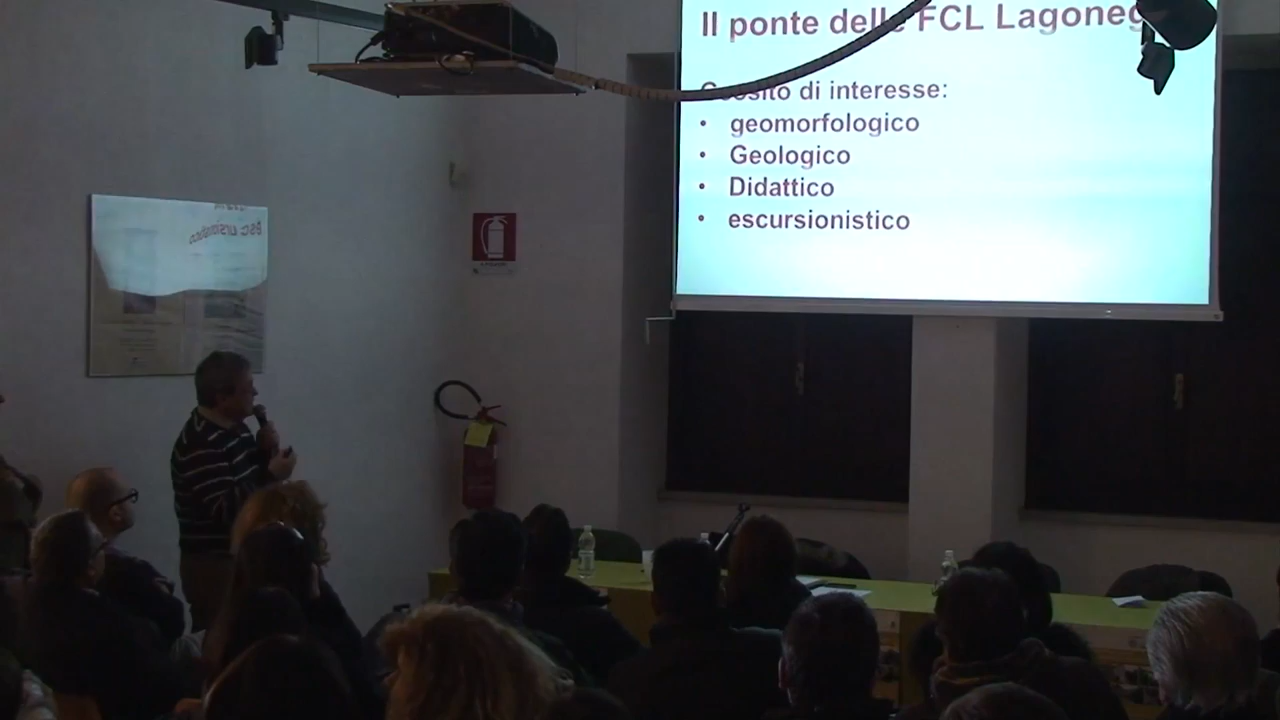 Il ponte delle FCL Lagoneg
di interesse:
• geomorfologico
• Geologico
• Didattico
• escursionistico